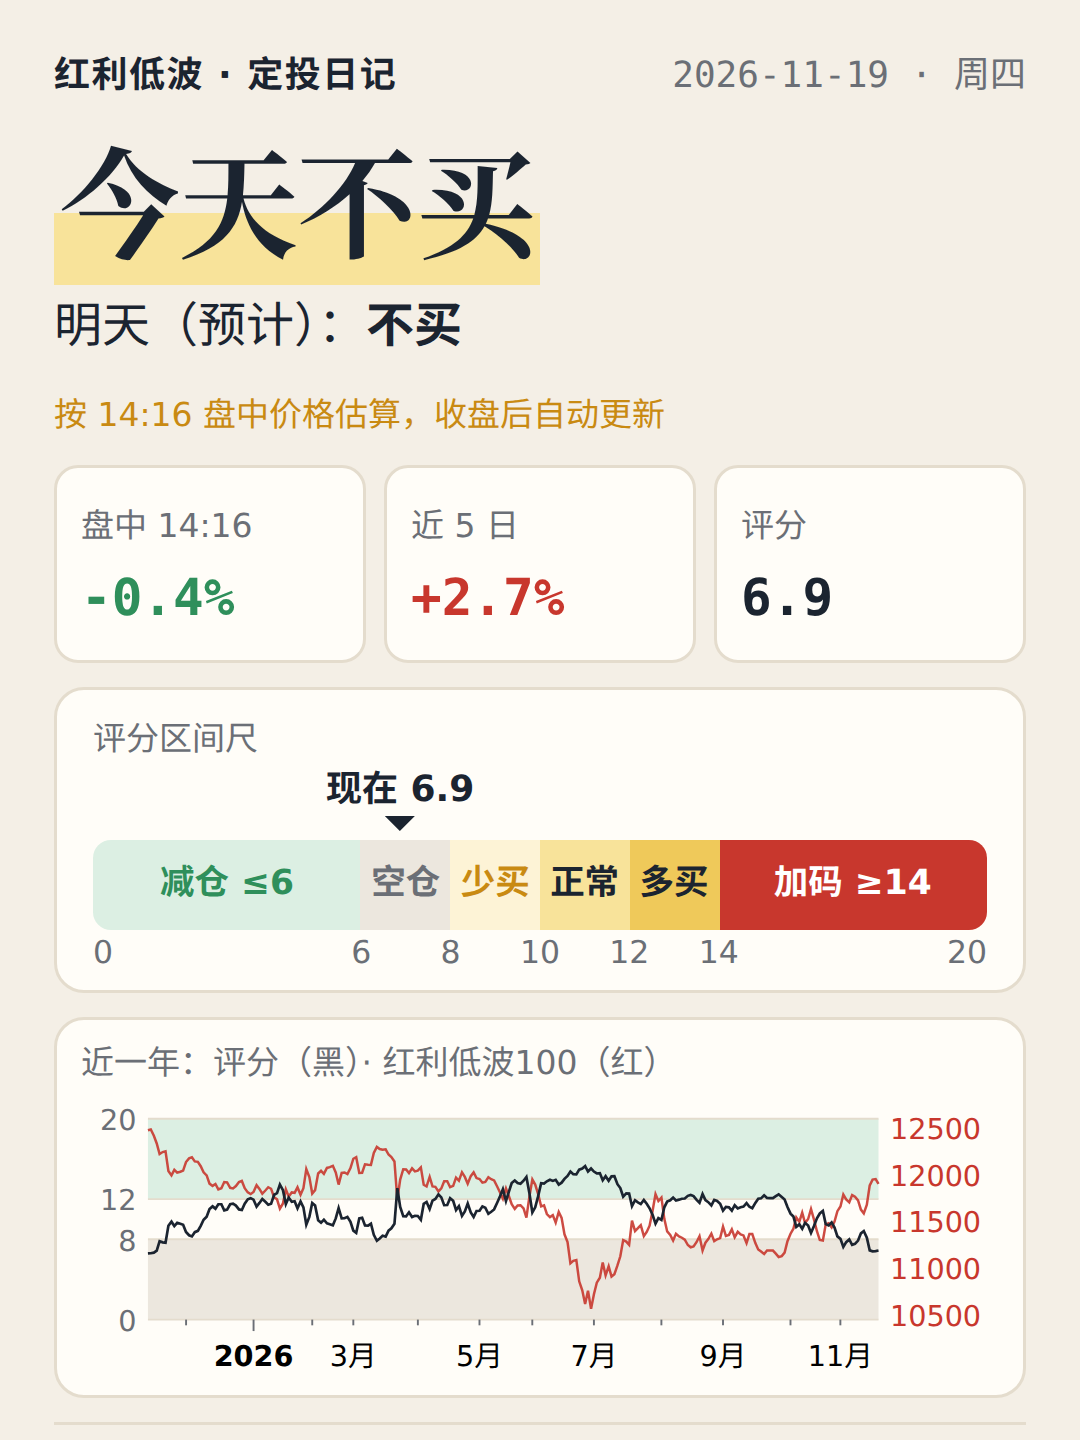 红利低波 · 定投日记
2026-11-19 · 周四
今天不买
明天（预计）：不买
按 14:16 盘中价格估算，收盘后自动更新
盘中 14:16
-0.4%
近 5 日
+2.7%
评分
6.9
评分区间尺
现在 6.9
减仓 ≤6 空仓 少买 正常 多买 加码 ≥14
0 6 8 10 12 14 20
近一年：评分（黑）· 红利低波100（红）
20
12
8
0
12500
12000
11500
11000
10500
2026 3月 5月 7月 9月 11月